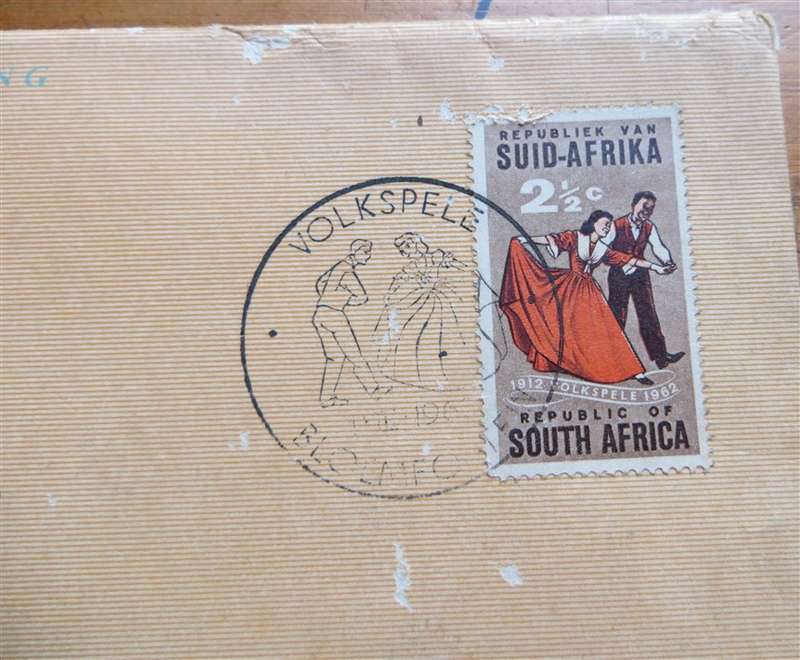 NG
REPUBLIEK VAN
SUID-AFRIKA
2½c
1912 VOLKSPELE 1962
REPUBLIC OF
SOUTH AFRICA
VOLKSPELE